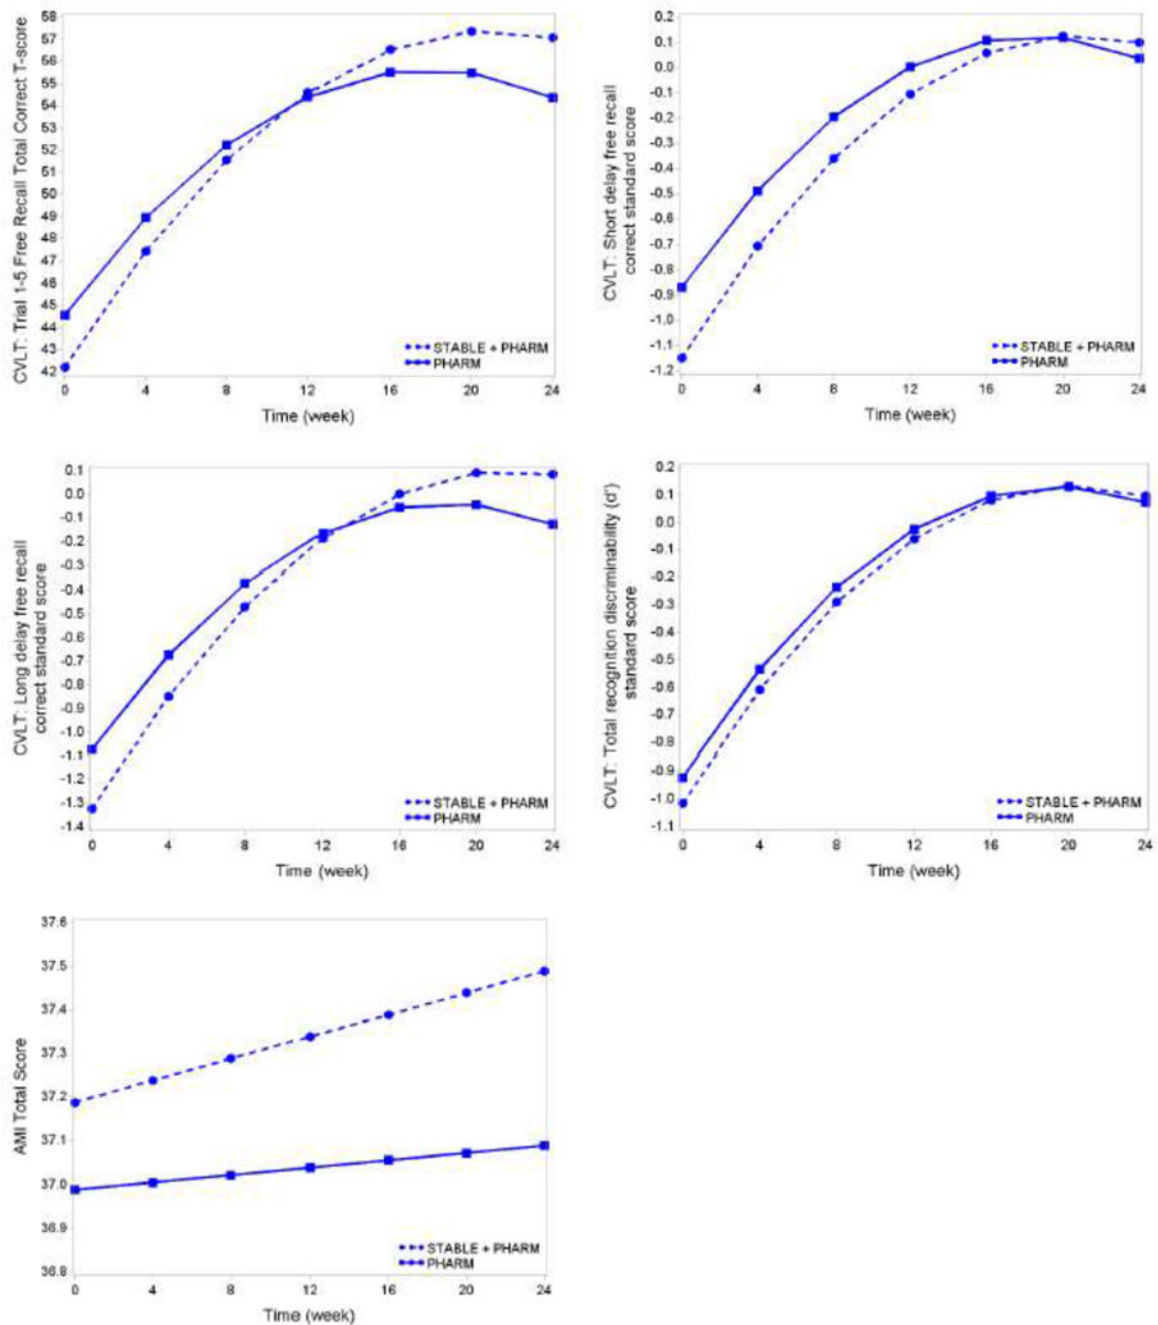 58
57
56
55
54
53
52
51
50
49
48
47
46
45
44
43
42
CVLT: Trial 1-5 Free Recall Total Correct T-score
STABLE + PHARM
PHARM
0 4 8 12 16 20 24
Time (week)
0.2
0.1
0.0
-0.1
-0.2
-0.3
-0.4
-0.5
-0.6
-0.7
-0.8
-0.9
-1.0
-1.1
-1.2
CVLT: Short delay free recall
correct standard score
STABLE + PHARM
PHARM
0 4 8 12 16 20 24
Time (week)
0.1
0.0
-0.1
-0.2
-0.3
-0.4
-0.5
-0.6
-0.7
-0.8
-0.9
-1.0
-1.1
-1.2
-1.3
-1.4
CVLT: Long delay free recall
correct standard score
STABLE + PHARM
PHARM
0 4 8 12 16 20 24
Time (week)
0.2
0.1
0.0
-0.1
-0.2
-0.3
-0.4
-0.5
-0.6
-0.7
-0.8
-0.9
-1.0
-1.1
CVLT: Total recognition discriminability (d')
standard score
STABLE + PHARM
PHARM
0 4 8 12 16 20 24
Time (week)
37.6
37.5
37.4
37.3
37.2
37.1
37.0
36.9
36.8
AMI Total Score
STABLE + PHARM
PHARM
0 4 8 12 16 20 24
Time (week)